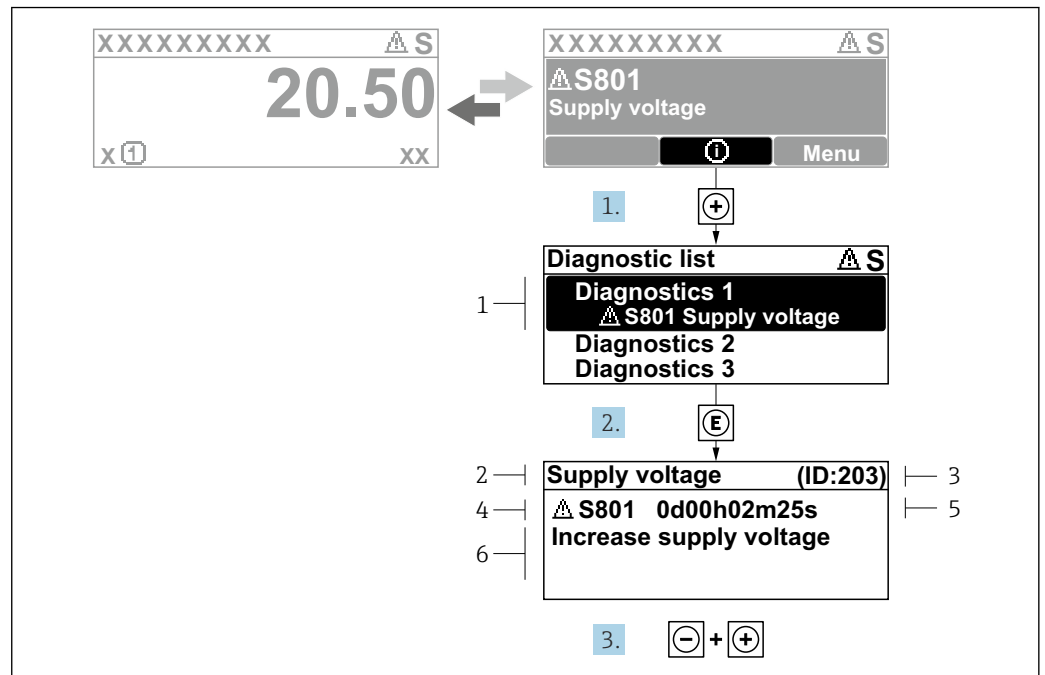 XXXXXXXXX ⚠ S
20.50
x ① xx
XXXXXXXXX ⚠ S
⚠S801
Supply voltage
ⓘ Menu
1. +
Diagnostic list ⚠ S
1 Diagnostics 1
⚠ S801 Supply voltage
Diagnostics 2
Diagnostics 3
2. E
2 Supply voltage (ID:203) 3
4 ⚠ S801 0d00h02m25s 5
6 Increase supply voltage
3. - + +